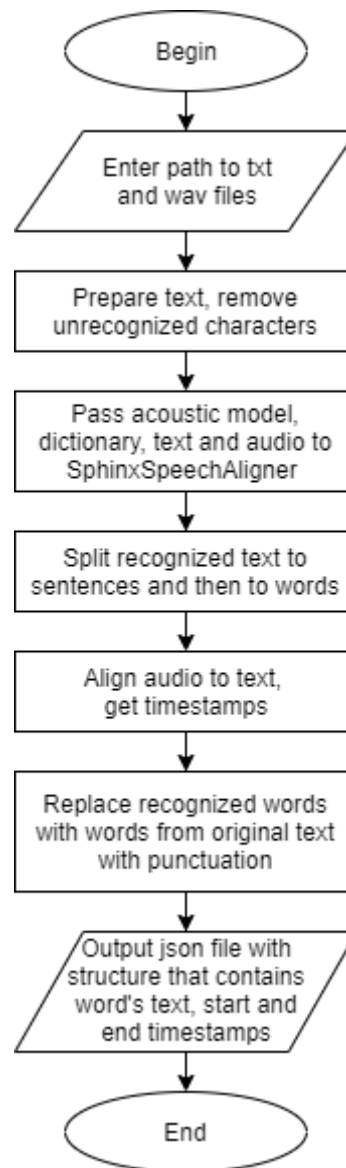 Begin
Enter path to txt
and wav files
Prepare text, remove
unrecognized characters
Pass acoustic model,
dictionary, text and audio to
SphinxSpeechAligner
Split recognized text to
sentences and then to words
Align audio to text,
get timestamps
Replace recognized words
with words from original text
with punctuation
Output json file with
structure that contains
word's text, start and
end timestamps
End